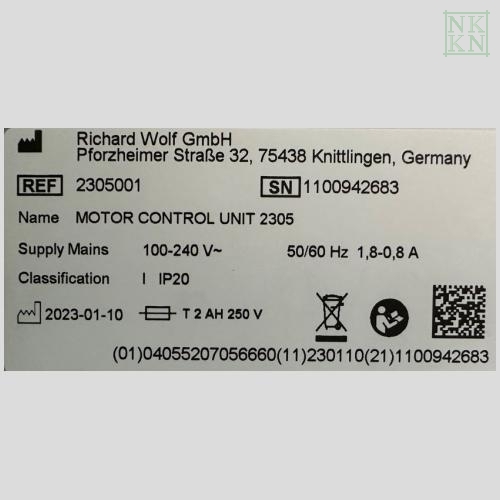 NK
KN
Richard Wolf GmbH
Pforzheimer Straße 32, 75438 Knittlingen, Germany
REF 2305001 SN 1100942683
Name MOTOR CONTROL UNIT 2305
Supply Mains 100-240 V~ 50/60 Hz 1,8-0,8 A
Classification I IP20
2023-01-10 T 2 AH 250 V
(01)04055207056660(11)230110(21)1100942683